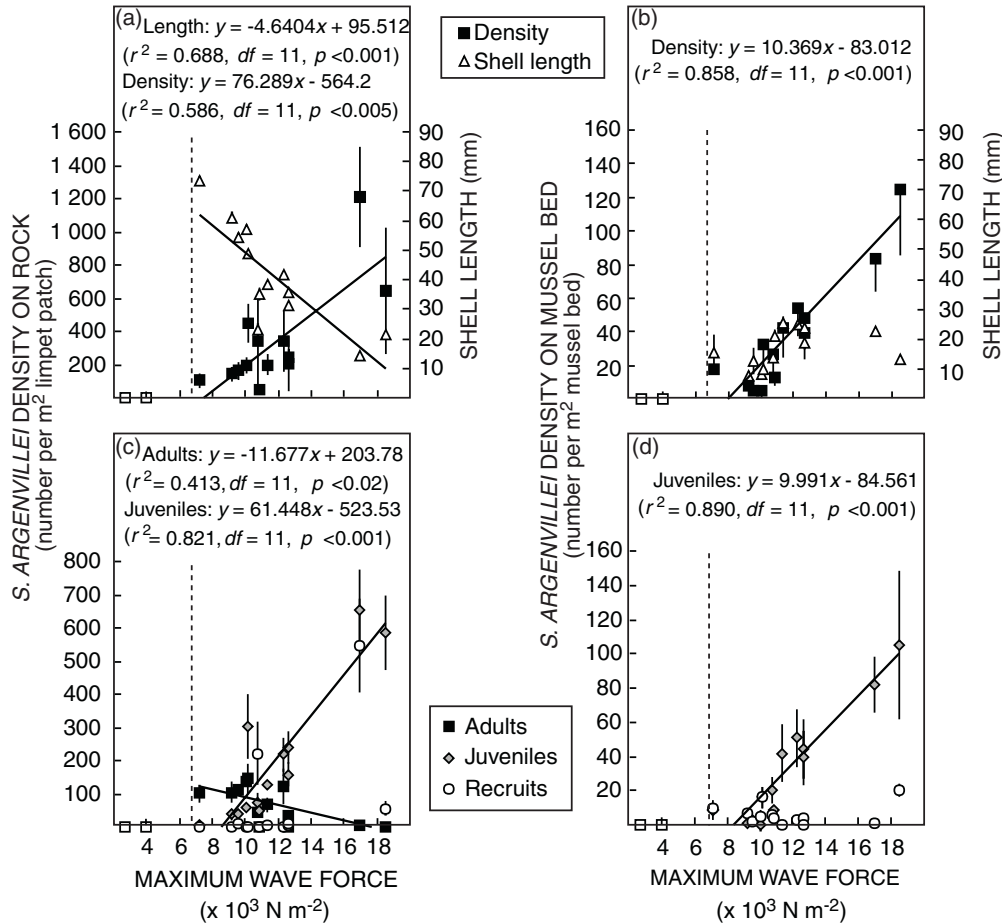 (a) Length: y = -4.6404x + 95.512
(r² = 0.688, df = 11, p <0.001)
Density: y = 76.289x - 564.2
(r² = 0.586, df = 11, p <0.005)
Density
Shell length
(b)
Density: y = 10.369x - 83.012
(r² = 0.858, df = 11, p <0.001)
S. ARGENVILLEI DENSITY ON ROCK
(number per m² limpet patch)
1 600
1 400
1 200
1 000
800
600
400
200
90
80
70
60
50
40
30
20
10
SHELL LENGTH (mm)
S. ARGENVILLEI DENSITY ON MUSSEL BED
(number per m² mussel bed)
160
140
120
100
80
60
40
20
90
80
70
60
50
40
30
20
10
SHELL LENGTH (mm)
(c) Adults: y = -11.677x + 203.78
(r² = 0.413, df = 11, p <0.02)
Juveniles: y = 61.448x - 523.53
(r² = 0.821, df = 11, p <0.001)
800
700
600
500
400
300
200
100
4 6 8 10 12 14 16 18
MAXIMUM WAVE FORCE
(x 10³ N m⁻²)
Adults
Juveniles
Recruits
(d)
Juveniles: y = 9.991x - 84.561
(r² = 0.890, df = 11, p <0.001)
160
140
120
100
80
60
40
20
4 6 8 10 12 14 16 18
MAXIMUM WAVE FORCE
(x 10³ N m⁻²)